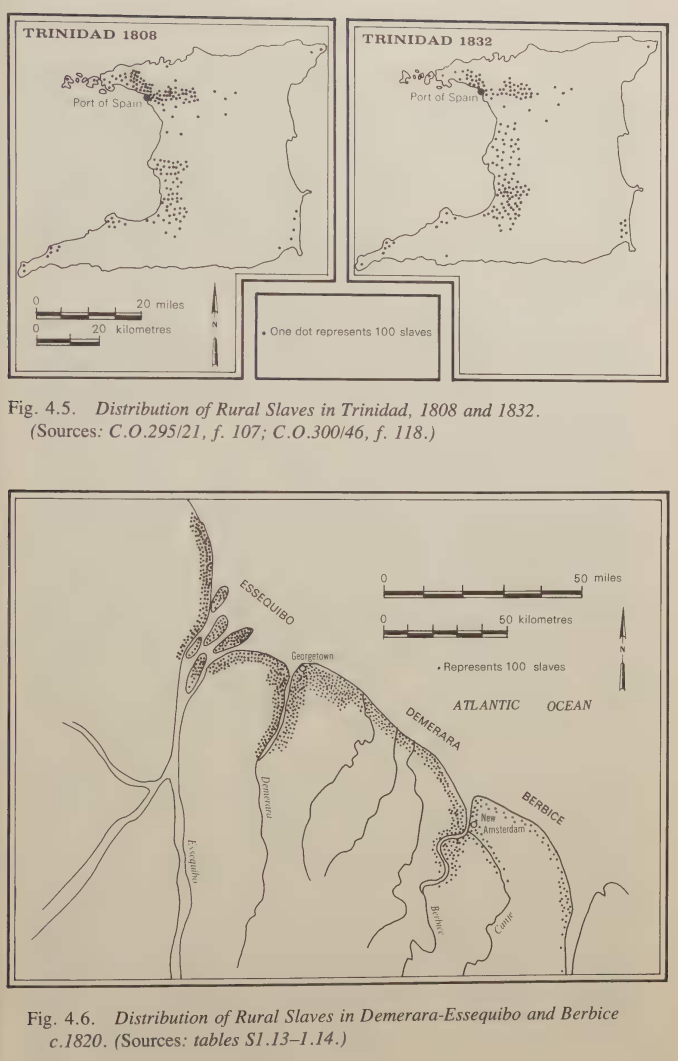 TRINIDAD 1808
Port of Spain
0 20 miles
0 20 kilometres
N
TRINIDAD 1832
Port of Spain
• One dot represents 100 slaves
Fig. 4.5. Distribution of Rural Slaves in Trinidad, 1808 and 1832.
(Sources: C.O.295/21, f. 107; C.O.300/46, f. 118.)
ESSEQUIBO
0 50 miles
0 50 kilometres
N
• Represents 100 slaves
Georgetown
ATLANTIC OCEAN
DEMERARA
BERBICE
New
Amsterdam
Demerara
Essequibo
Berbice
Canje
Fig. 4.6. Distribution of Rural Slaves in Demerara-Essequibo and Berbice
c.1820. (Sources: tables S1.13–1.14.)